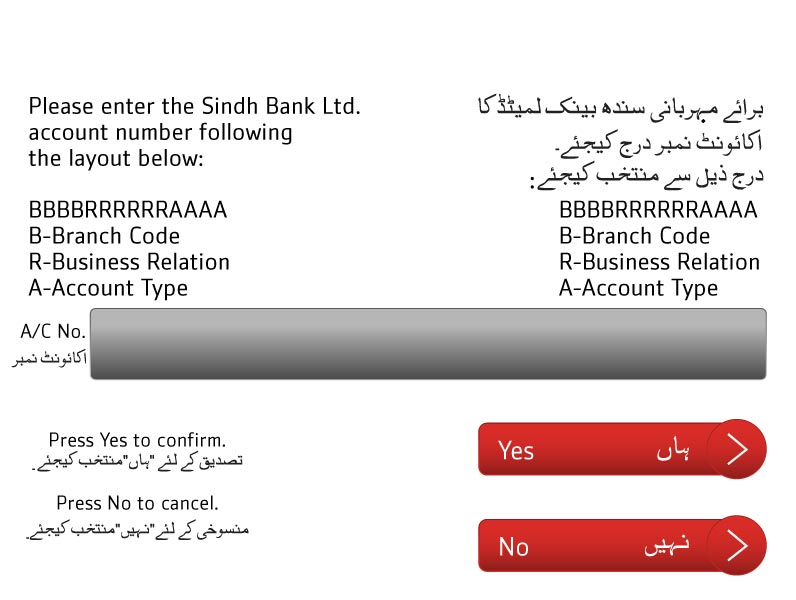 Please enter the Sindh Bank Ltd.
account number following
the layout below:
BBBBRRRRRRAAAA
B-Branch Code
R-Business Relation
A-Account Type
برائے مہربانی سندھ بینک لمیٹڈ کا
اکائونٹ نمبر درج کیجئے۔
درج ذیل سے منتخب کیجئے:
BBBBRRRRRRAAAA
B-Branch Code
R-Business Relation
A-Account Type
A/C No.
اکائونٹ نمبر
Press Yes to confirm.
تصدیق کے لئے "ہاں" منتخب کیجئے۔
Yes ہاں
Press No to cancel.
منسوخی کے لئے "نہیں" منتخب کیجئے۔
No نہیں